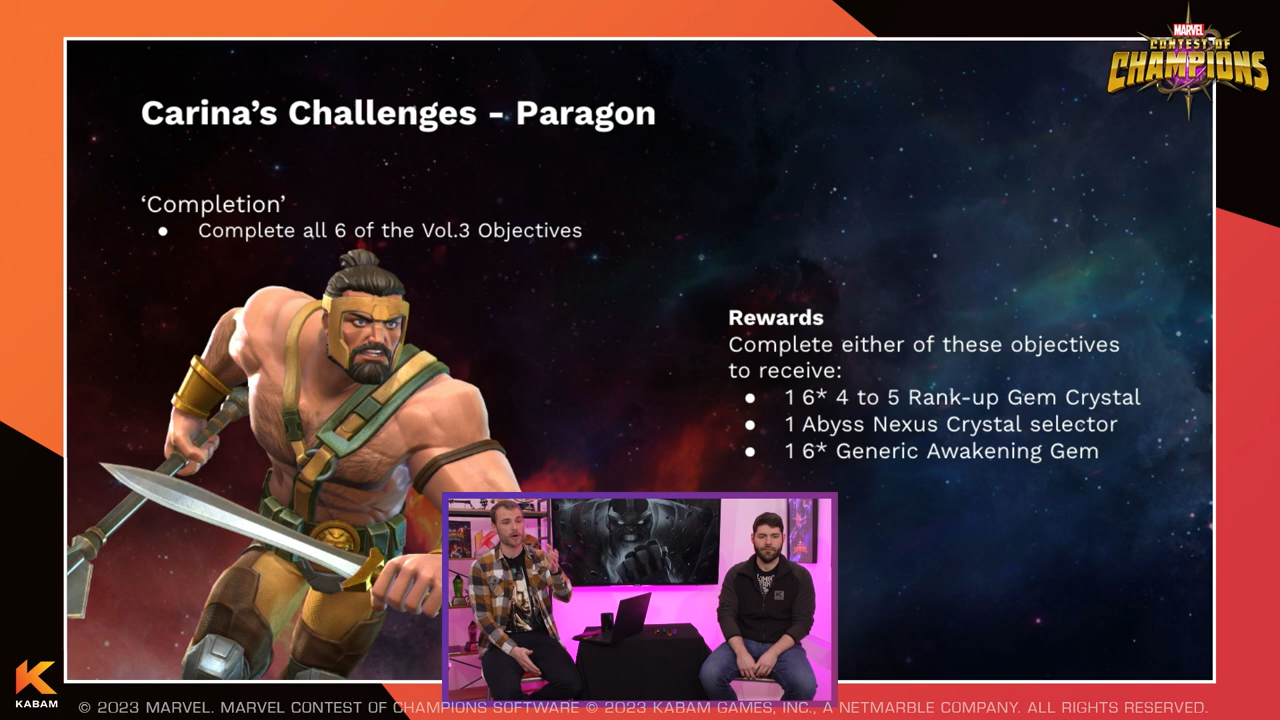 MARVEL
CONTEST OF
CHAMPIONS
Carina’s Challenges - Paragon
‘Completion’
● Complete all 6 of the Vol.3 Objectives
Rewards
Complete either of these objectives
to receive:
● 1 6* 4 to 5 Rank-up Gem Crystal
● 1 Abyss Nexus Crystal selector
● 1 6* Generic Awakening Gem
KABAM
© 2023 MARVEL. MARVEL CONTEST OF CHAMPIONS SOFTWARE © 2023 KABAM GAMES, INC., A NETMARBLE COMPANY. ALL RIGHTS RESERVED.